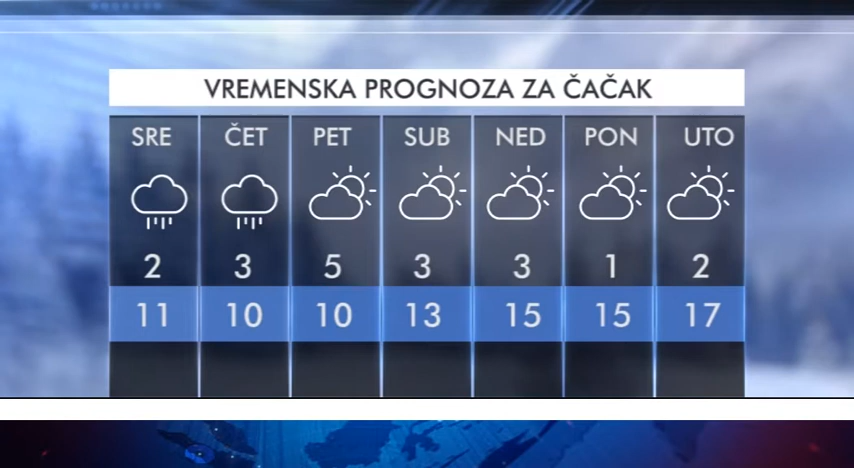 VREMENSKA PROGNOZA ZA ČAČAK
SRE ČET PET SUB NED PON UTO
2 3 5 3 3 1 2
11 10 10 13 15 15 17